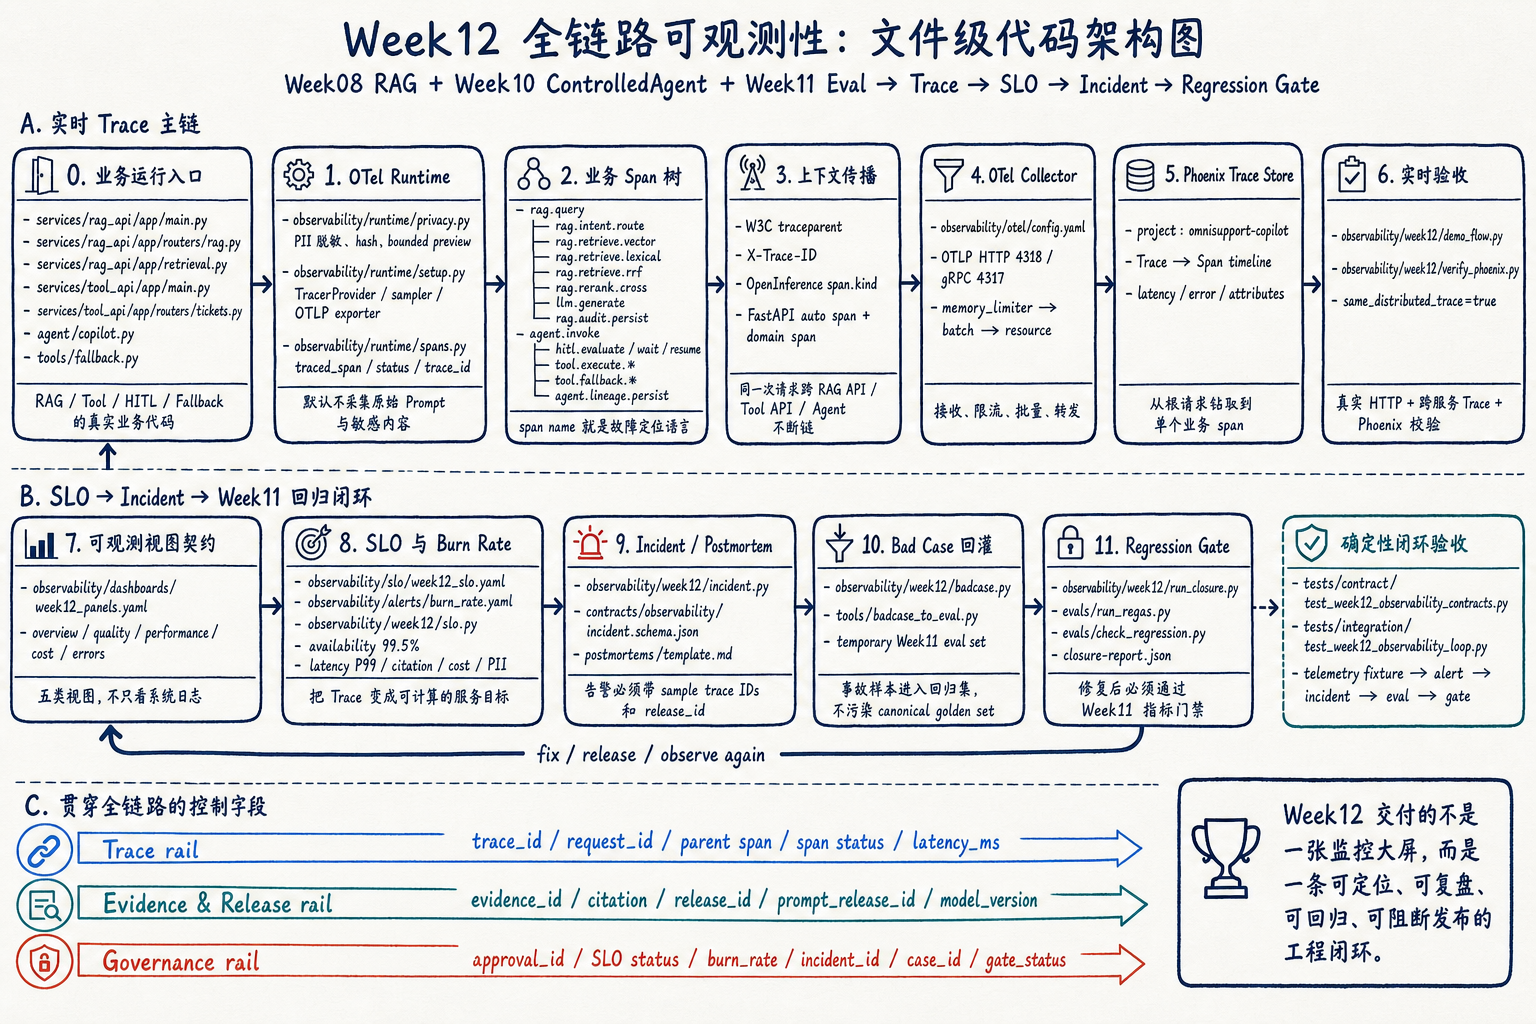 Week12 全链路可观测性：文件级代码架构图
Week08 RAG + Week10 ControlledAgent + Week11 Eval → Trace → SLO → Incident → Regression Gate
A. 实时 Trace 主链
0. 业务运行入口
- services/rag_api/app/main.py
- services/rag_api/app/routers/rag.py
- services/rag_api/app/retrieval.py
- services/tool_api/app/main.py
- services/tool_api/app/routers/tickets.py
- agent/copilot.py
- tools/fallback.py
RAG / Tool / HITL / Fallback
的真实业务代码
1. OTel Runtime
- observability/runtime/privacy.py
PII 脱敏、hash、bounded preview
- observability/runtime/setup.py
TracerProvider / sampler /
OTLP exporter
- observability/runtime/spans.py
traced_span / status / trace_id
默认不采集原始 Prompt
与敏感内容
2. 业务 Span 树
- rag.query
rag.intent.route
rag.retrieve.vector
rag.retrieve.lexical
rag.retrieve.rrf
rag.rerank.cross
llm.generate
rag.audit.persist
- agent.invoke
hitl.evaluate / wait / resume
tool.execute.*
tool.fallback.*
agent.lineage.persist
span name 就是故障定位语言
3. 上下文传播
- W3C traceparent
- X-Trace-ID
- OpenInference span.kind
- FastAPI auto span +
domain span
同一次请求跨 RAG API /
Tool API / Agent
不断链
4. OTel Collector
- observability/otel/config.yaml
- OTLP HTTP 4318 /
gRPC 4317
- memory_limiter →
batch → resource
接收、限流、批量、转发
5. Phoenix Trace Store
- project : omnisupport-copilot
- Trace → Span timeline
- latency / error / attributes
从根请求钻取到
单个业务 span
6. 实时验收
- observability/week12/demo_flow.py
- observability/week12/verify_phoenix.py
- same_distributed_trace=true
真实 HTTP + 跨服务 Trace +
Phoenix 校验
B. SLO → Incident → Week11 回归闭环
7. 可观测视图契约
- observability/dashboards/
week12_panels.yaml
- overview / quality / performance /
cost / errors
五类视图，不只看系统日志
8. SLO 与 Burn Rate
- observability/slo/week12_slo.yaml
- observability/alerts/burn_rate.yaml
- observability/week12/slo.py
- availability 99.5%
- latency P99 / citation / cost / PII
把 Trace 变成可计算的服务目标
9. Incident / Postmortem
- observability/week12/incident.py
- contracts/observability/
incident.schema.json
- postmortems/template.md
告警必须带 sample trace IDs
和 release_id
10. Bad Case 回灌
- observability/week12/badcase.py
- tools/badcase_to_eval.py
- temporary Week11 eval set
事故样本进入回归集，
不污染 canonical golden set
11. Regression Gate
- observability/week12/run_closure.py
- evals/run_regas.py
- evals/check_regression.py
- closure-report.json
修复后必须通过
Week11 指标门禁
确定性闭环验收
- tests/contract/
test_week12_observability_contracts.py
- tests/integration/
test_week12_observability_loop.py
- telemetry fixture → alert →
incident → eval → gate
fix / release / observe again
C. 贯穿全链路的控制字段
Trace rail
trace_id / request_id / parent span / span status / latency_ms
Evidence & Release rail
evidence_id / citation / release_id / prompt_release_id / model_version
Governance rail
approval_id / SLO status / burn_rate / incident_id / case_id / gate_status
Week12 交付的不是
一张监控大屏，而是
一条可定位、可复盘、
可回归、可阻断发布的
工程闭环。